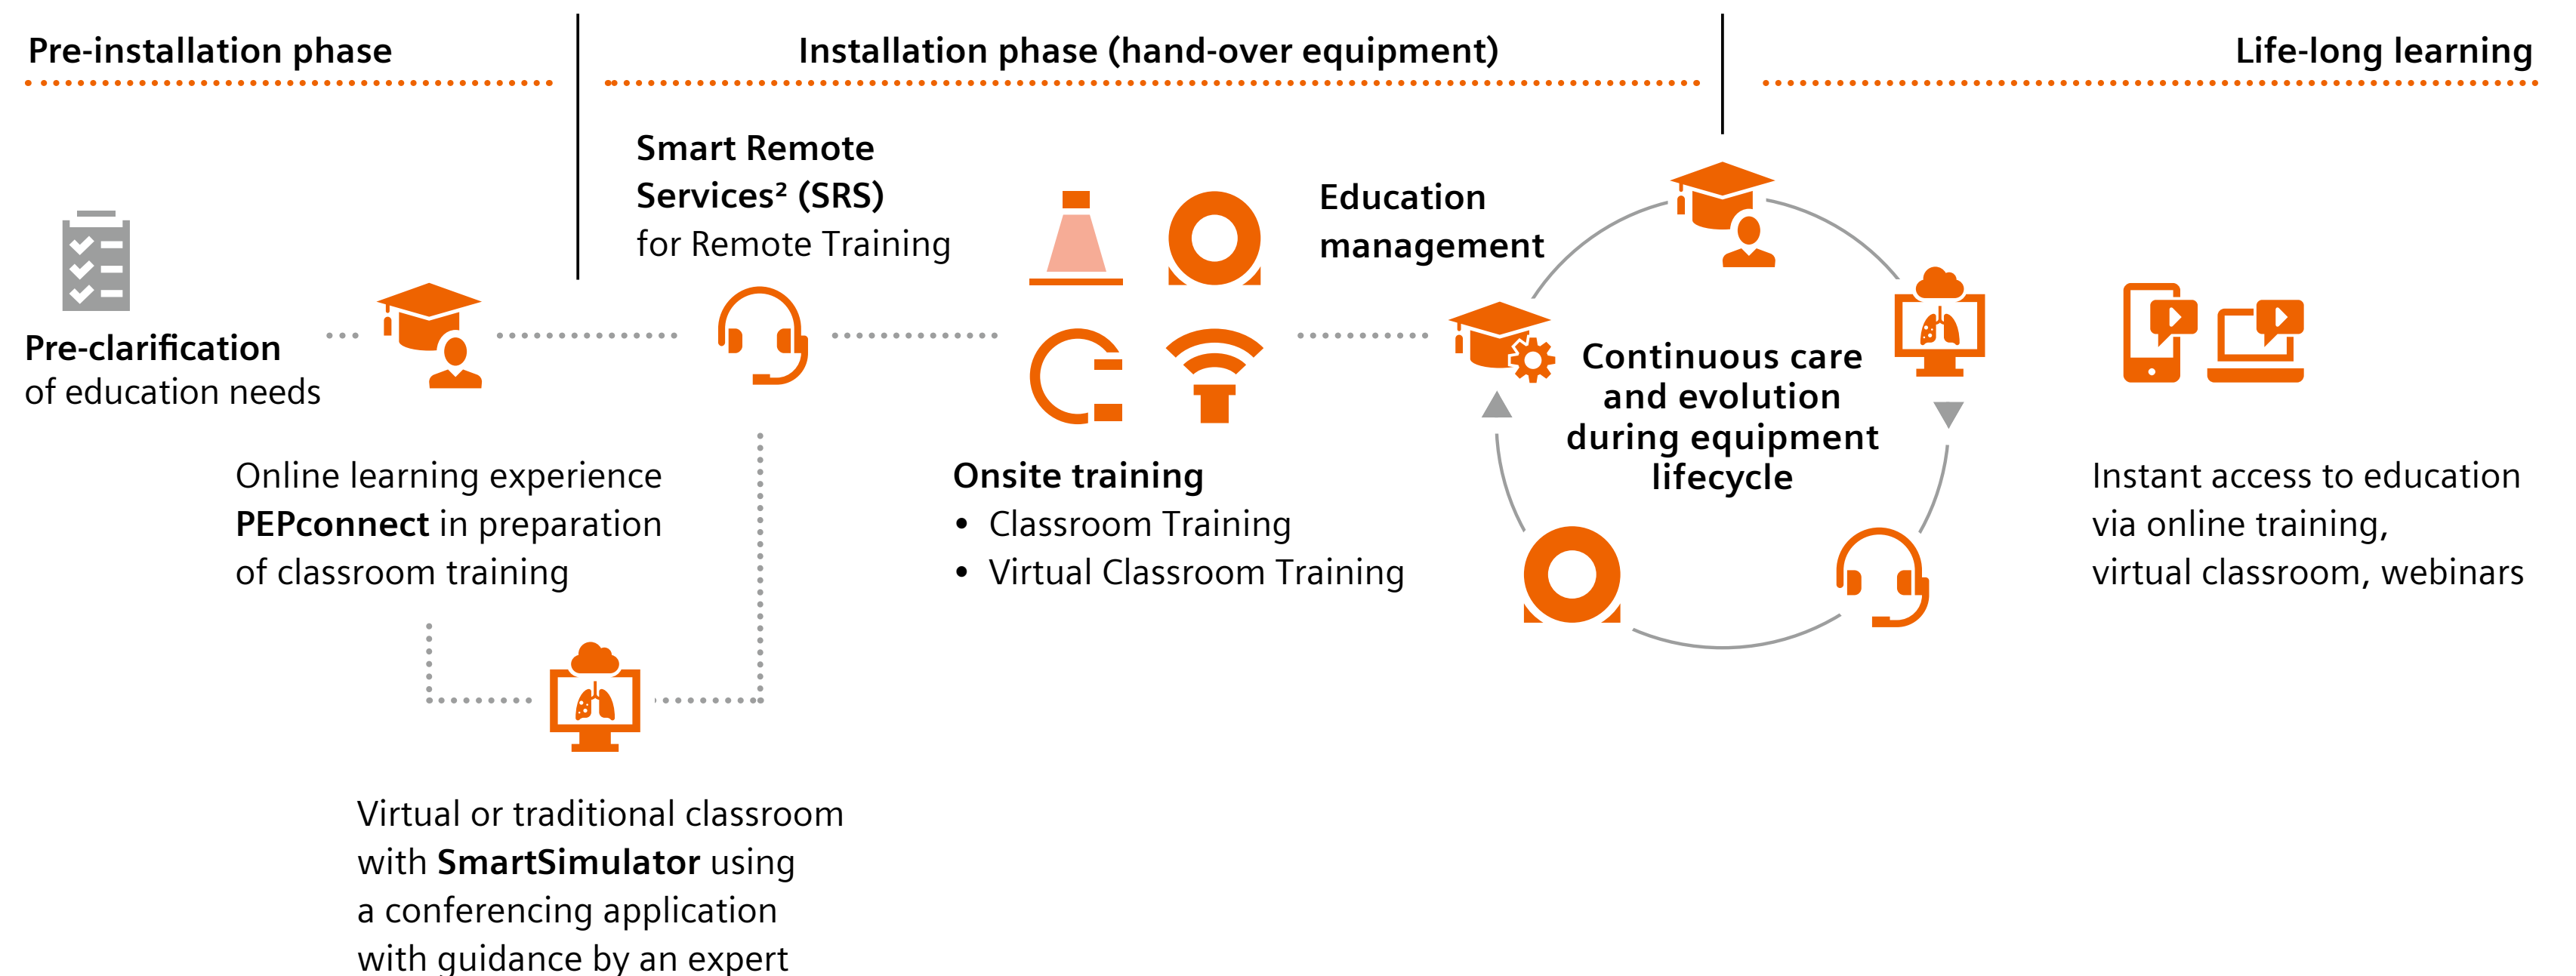 Pre-installation phase
Installation phase (hand-over equipment)
Life-long learning
Pre-clarification
of education needs
Online learning experience
PEPconnect in preparation
of classroom training
Virtual or traditional classroom
with SmartSimulator using
a conferencing application
with guidance by an expert
Smart Remote
Services² (SRS)
for Remote Training
Onsite training
• Classroom Training
• Virtual Classroom Training
Education
management
Continuous care
and evolution
during equipment
lifecycle
Instant access to education
via online training,
virtual classroom, webinars